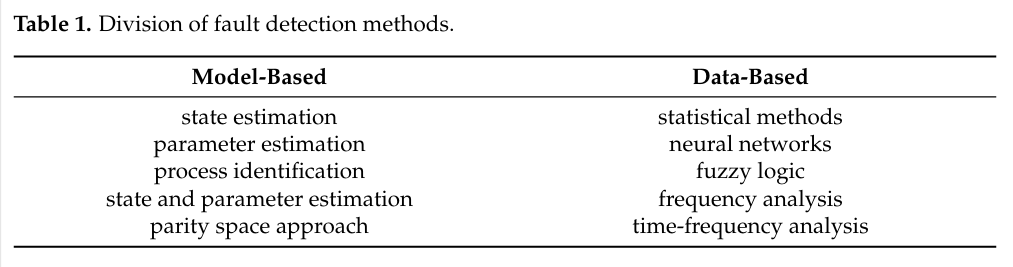 Table 1. Division of fault detection methods.
Model-Based Data-Based
state estimation statistical methods
parameter estimation neural networks
process identification fuzzy logic
state and parameter estimation frequency analysis
parity space approach time-frequency analysis